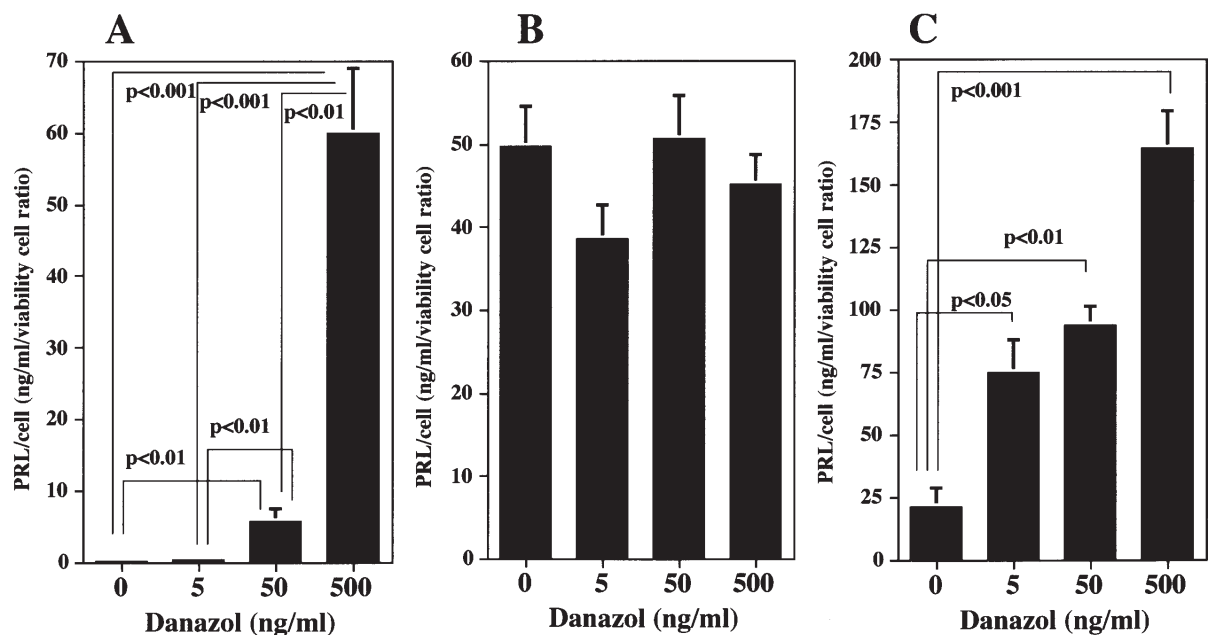 A
PRL/cell (ng/ml/viability cell ratio)
70
60
50
40
30
20
10
0
p<0.001
p<0.001
p<0.01
p<0.01
p<0.01
0 5 50 500
Danazol (ng/ml)
B
PRL/cell (ng/ml/viability cell ratio)
60
50
40
30
20
10
0
0 5 50 500
Danazol (ng/ml)
C
PRL/cell (ng/ml/viability cell ratio)
200
175
150
125
100
75
50
25
0
p<0.001
p<0.01
p<0.05
0 5 50 500
Danazol (ng/ml)